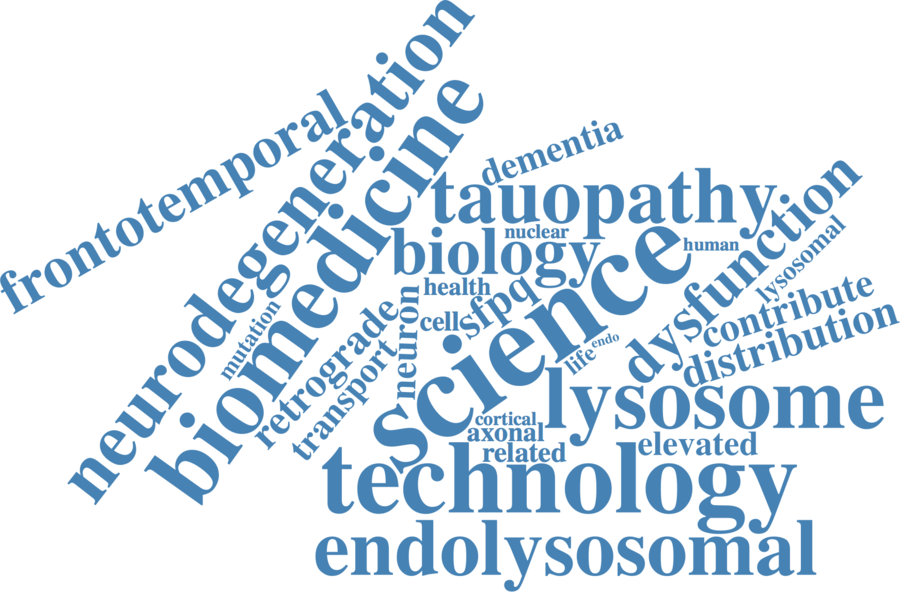 frontotemporal
neurodegeneration
biomedicine
dementia
tauopathy
nuclear
biology
human
dysfunction
lysosomal
health
sfpq
science
mutation
retrograde
neuron
cell
transport
endo
life
contribute
distribution
lysosome
cortical
axonal
related
elevated
technology
endolysosomal